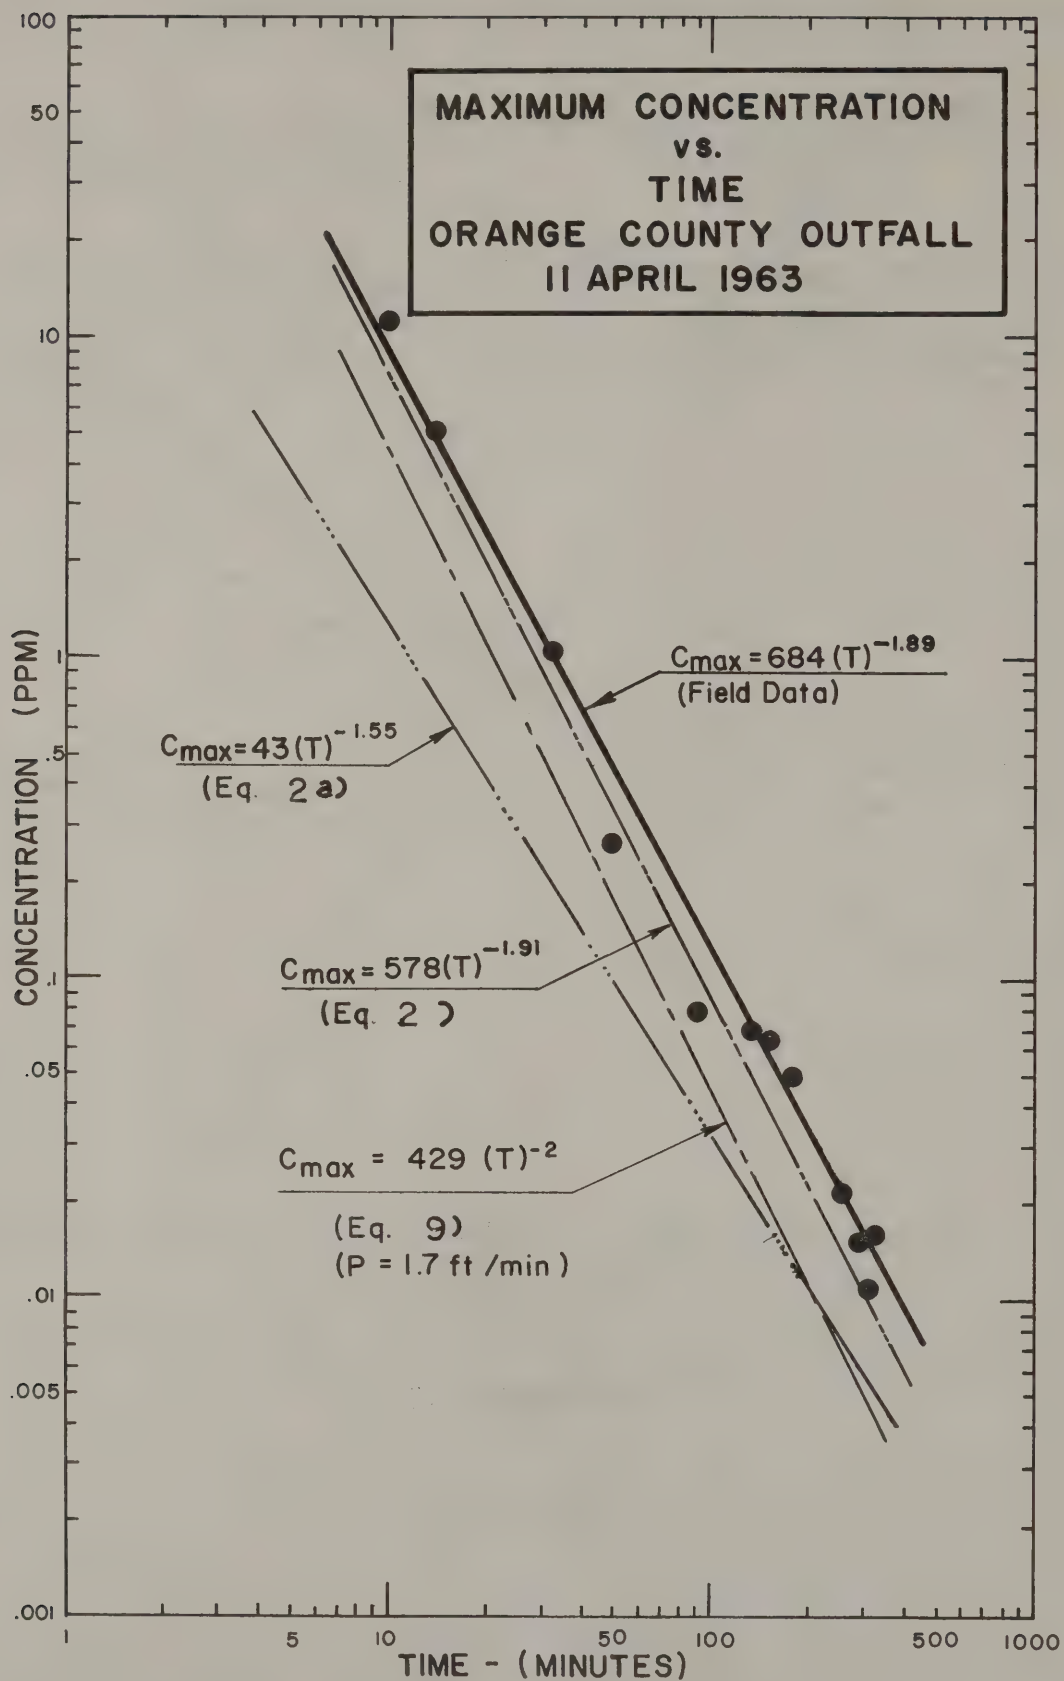 MAXIMUM CONCENTRATION
vs.
TIME
ORANGE COUNTY OUTFALL
11 APRIL 1963
100
50
10
1
.5
.1
.05
.01
.005
.001
CONCENTRATION (PPM)
Cmax=684(T)^-1.89
(Field Data)
Cmax=43(T)^-1.55
(Eq. 2a)
Cmax=578(T)^-1.91
(Eq. 2 )
Cmax = 429 (T)^-2
(Eq. 9)
(P = 1.7 ft /min)
1 5 10 50 100 500 1000
TIME - (MINUTES)